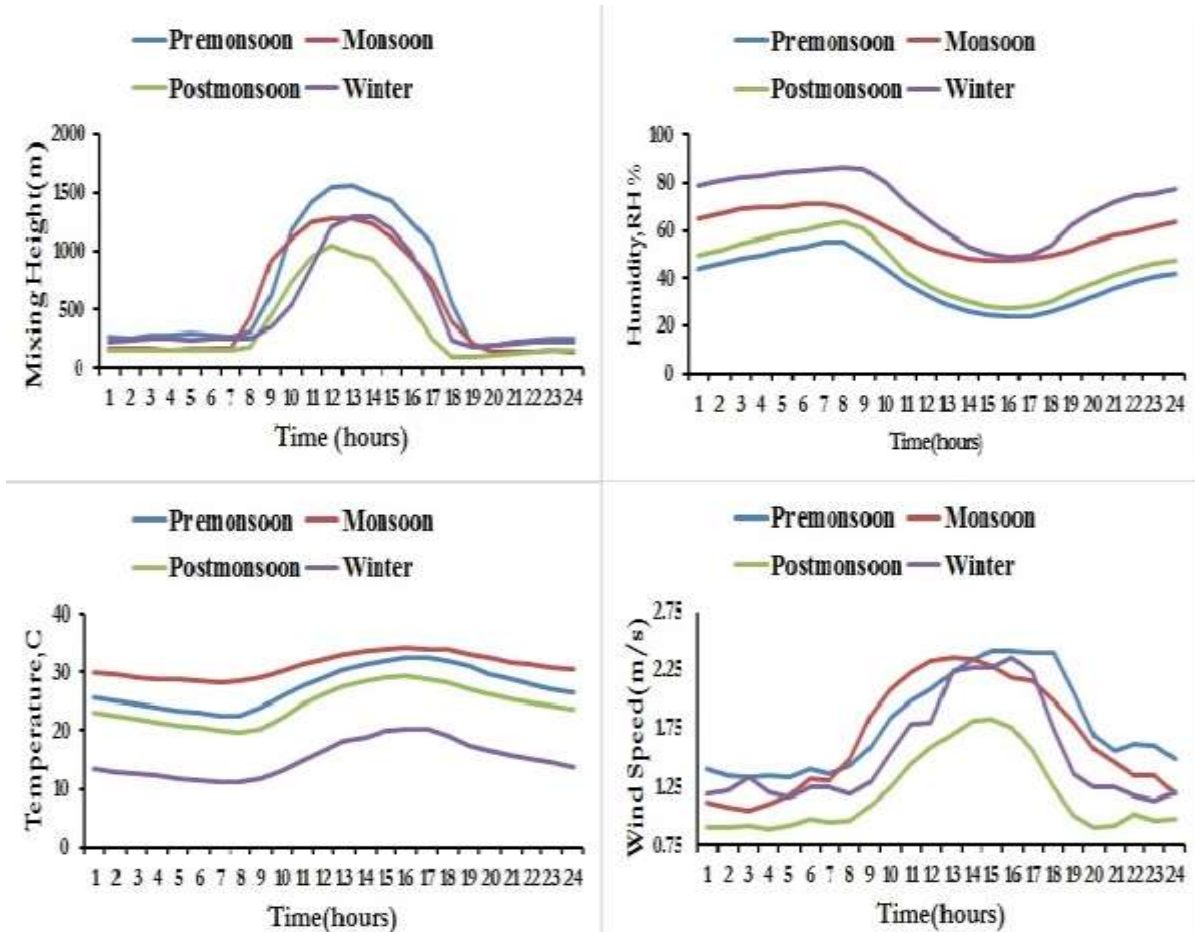 Premonsoon Monsoon
Postmonsoon Winter
Mixing Height(m)
2000
1500
1000
500
0
1 2 3 4 5 6 7 8 9 10 11 12 13 14 15 16 17 18 19 20 21 22 23 24
Time (hours)
Premonsoon Monsoon
Postmonsoon Winter
Humidity,RH %
100
80
60
40
20
0
1 2 3 4 5 6 7 8 9 10 11 12 13 14 15 16 17 18 19 20 21 22 23 24
Time(hours)
Premonsoon Monsoon
Postmonsoon Winter
Temperature,C
40
30
20
10
0
1 2 3 4 5 6 7 8 9 10 11 12 13 14 15 16 17 18 19 20 21 22 23 24
Time(hours)
Premonsoon Monsoon
Postmonsoon Winter
Wind Speed(m/s)
2.75
2.25
1.75
1.25
0.75
1 2 3 4 5 6 7 8 9 10 11 12 13 14 15 16 17 18 19 20 21 22 23 24
Time(hours)